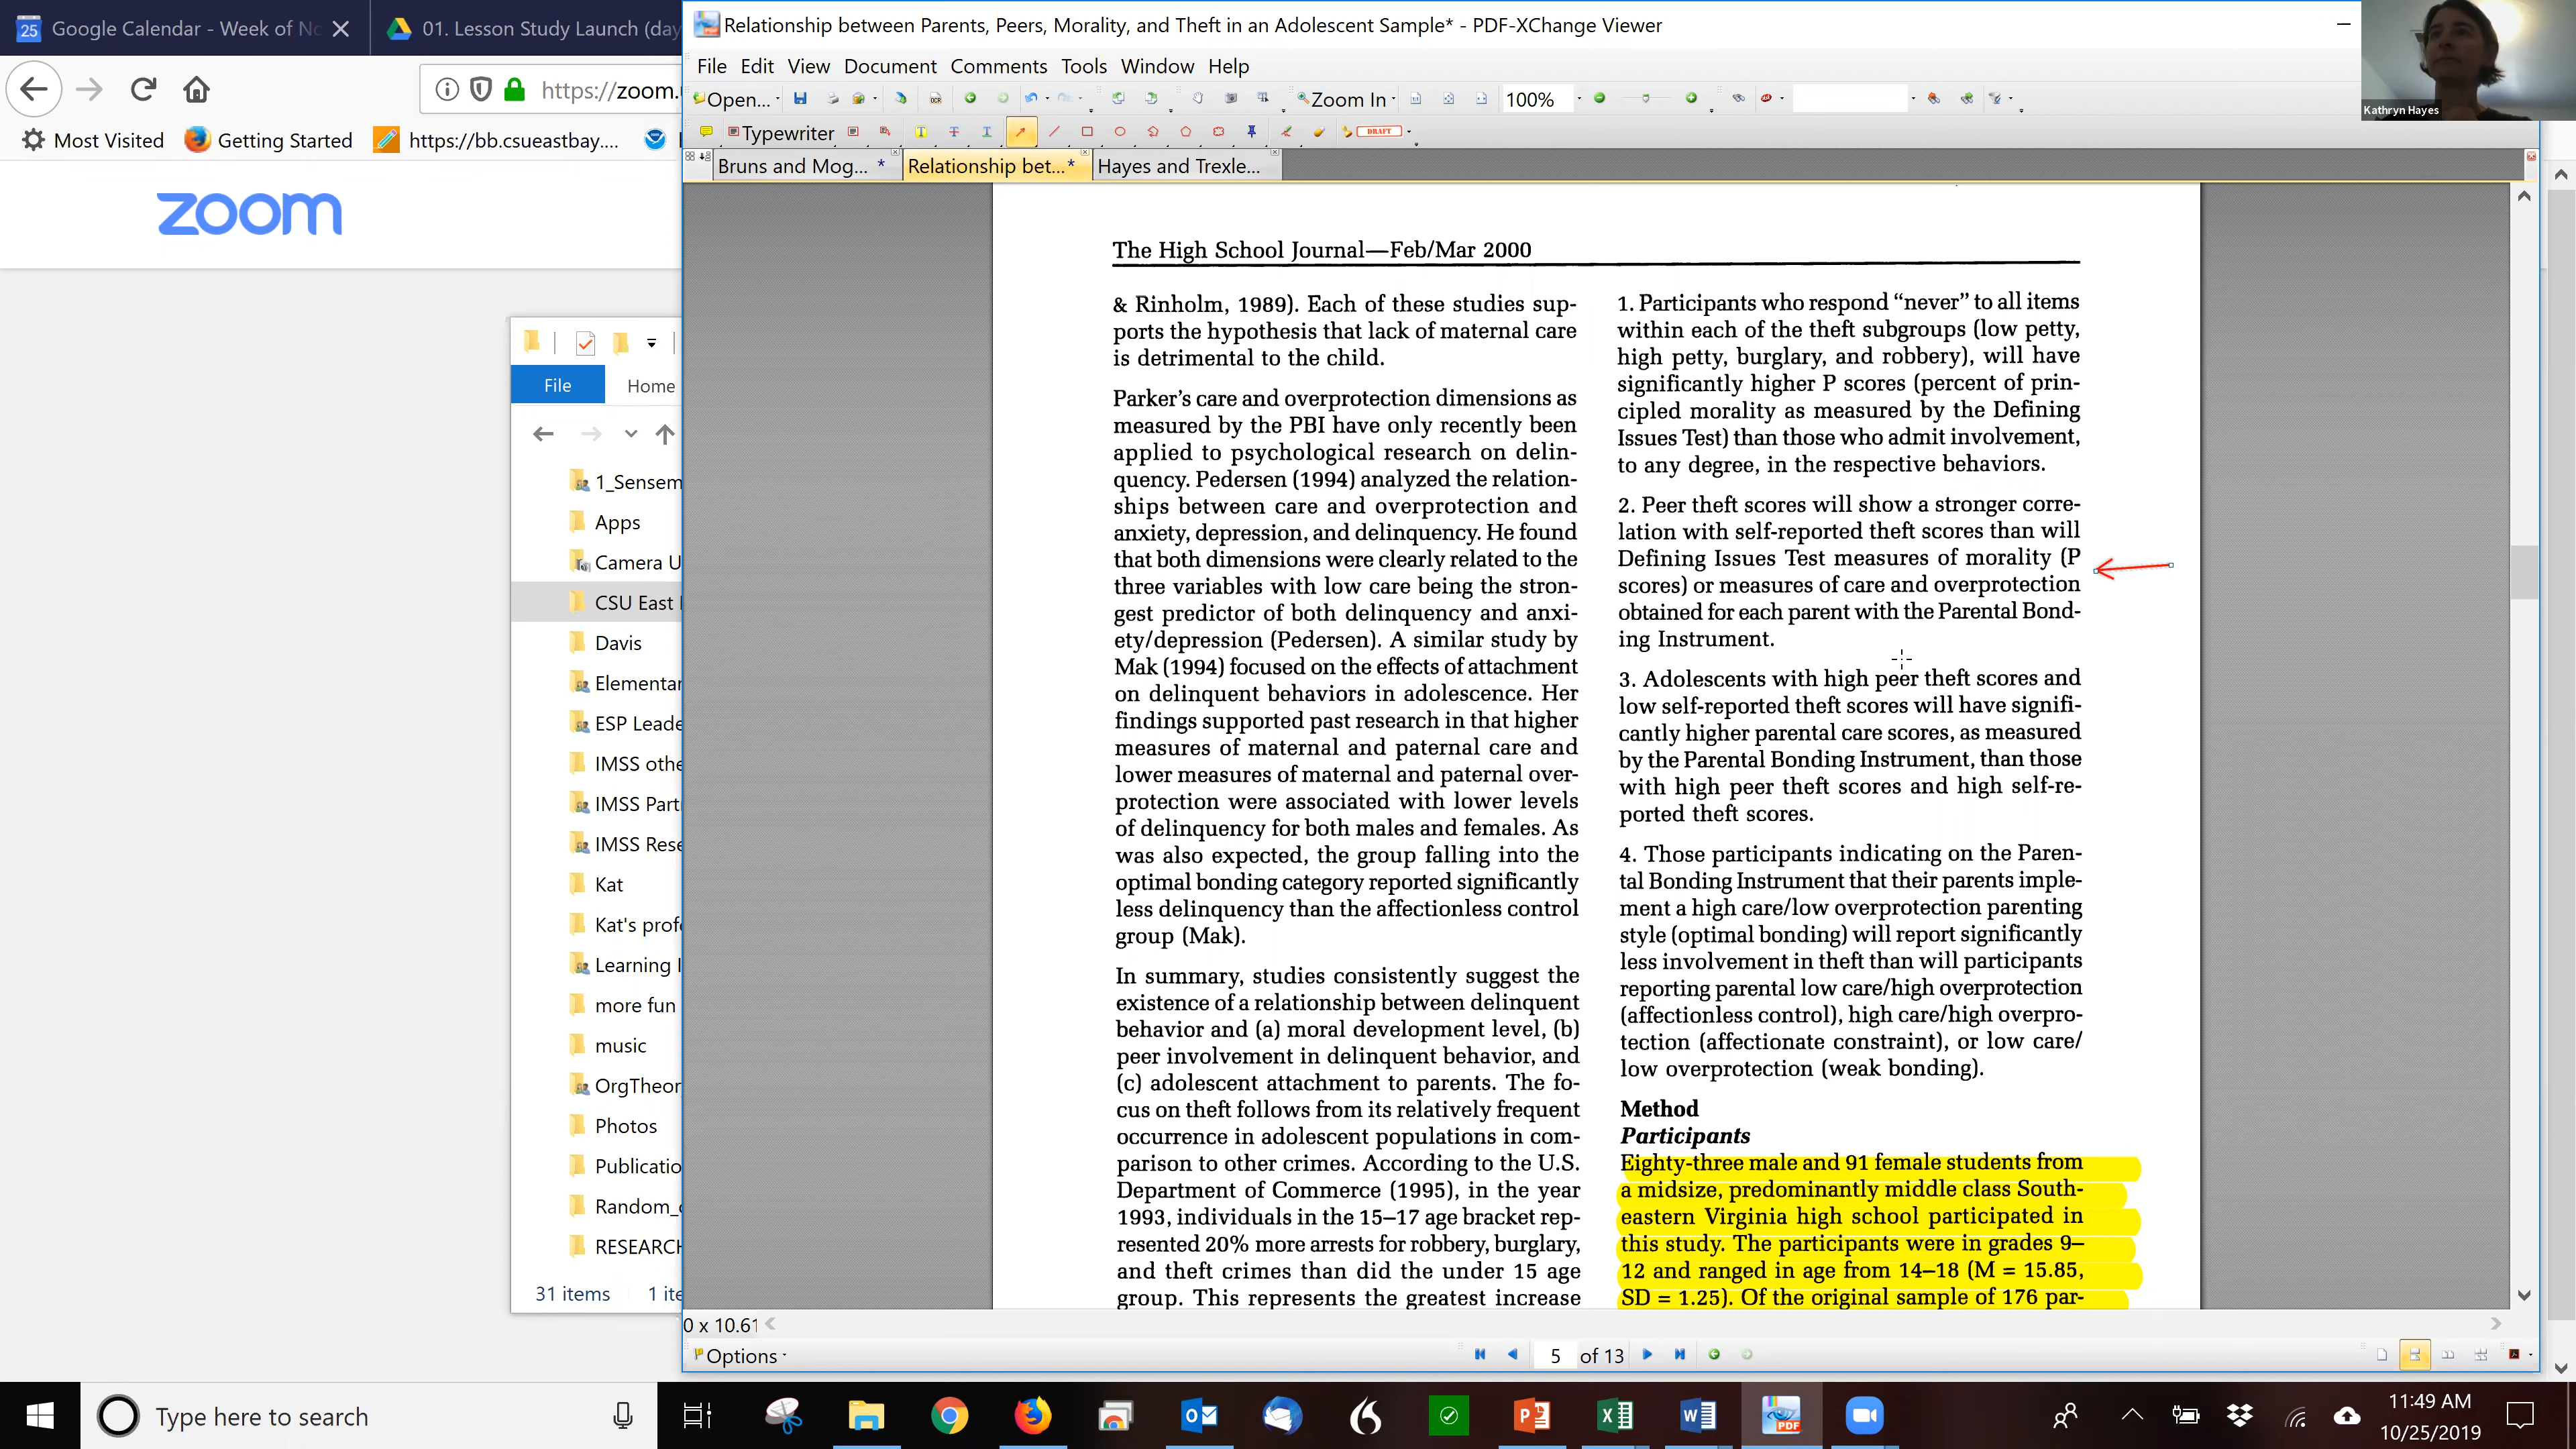 Google Calendar - Week of No
01. Lesson Study Launch (day
https://zoom.
Most Visited
Getting Started
https://bb.csueastbay....
zoom
File
Home
1_Sensem
Apps
Camera U
CSU East
Davis
Elementar
ESP Leade
IMSS othe
IMSS Part
IMSS Rese
Kat
Kat's profe
Learning I
more fun
music
OrgTheor
Photos
Publicatio
Random_
RESEARCH
31 items
1 ite
Relationship between Parents, Peers, Morality, and Theft in an Adolescent Sample* - PDF-XChange Viewer
Kathryn Hayes
File Edit View Document Comments Tools Window Help
Open...
OCR
Zoom In
100%
Typewriter
DRAFT
Bruns and Mog... *
Relationship bet...*
Hayes and Trexle...
The High School Journal—Feb/Mar 2000
& Rinholm, 1989). Each of these studies sup-
ports the hypothesis that lack of maternal care
is detrimental to the child.
Parker's care and overprotection dimensions as
measured by the PBI have only recently been
applied to psychological research on delin-
quency. Pedersen (1994) analyzed the relation-
ships between care and overprotection and
anxiety, depression, and delinquency. He found
that both dimensions were clearly related to the
three variables with low care being the stron-
gest predictor of both delinquency and anxi-
ety/depression (Pedersen). A similar study by
Mak (1994) focused on the effects of attachment
on delinquent behaviors in adolescence. Her
findings supported past research in that higher
measures of maternal and paternal care and
lower measures of maternal and paternal over-
protection were associated with lower levels
of delinquency for both males and females. As
was also expected, the group falling into the
optimal bonding category reported significantly
less delinquency than the affectionless control
group (Mak).
In summary, studies consistently suggest the
existence of a relationship between delinquent
behavior and (a) moral development level, (b)
peer involvement in delinquent behavior, and
(c) adolescent attachment to parents. The fo-
cus on theft follows from its relatively frequent
occurrence in adolescent populations in com-
parison to other crimes. According to the U.S.
Department of Commerce (1995), in the year
1993, individuals in the 15–17 age bracket rep-
resented 20% more arrests for robbery, burglary,
and theft crimes than did the under 15 age
group. This represents the greatest increase
1. Participants who respond "never" to all items
within each of the theft subgroups (low petty,
high petty, burglary, and robbery), will have
significantly higher P scores (percent of prin-
cipled morality as measured by the Defining
Issues Test) than those who admit involvement,
to any degree, in the respective behaviors.
2. Peer theft scores will show a stronger corre-
lation with self-reported theft scores than will
Defining Issues Test measures of morality (P
scores) or measures of care and overprotection
obtained for each parent with the Parental Bond-
ing Instrument.
3. Adolescents with high peer theft scores and
low self-reported theft scores will have signifi-
cantly higher parental care scores, as measured
by the Parental Bonding Instrument, than those
with high peer theft scores and high self-re-
ported theft scores.
4. Those participants indicating on the Paren-
tal Bonding Instrument that their parents imple-
ment a high care/low overprotection parenting
style (optimal bonding) will report significantly
less involvement in theft than will participants
reporting parental low care/high overprotection
(affectionless control), high care/high overpro-
tection (affectionate constraint), or low care/
low overprotection (weak bonding).
Method
Participants
Eighty-three male and 91 female students from
a midsize, predominantly middle class South-
eastern Virginia high school participated in
this study. The participants were in grades 9–
12 and ranged in age from 14–18 (M = 15.85,
SD = 1.25). Of the original sample of 176 par-
0 x 10.61
Options
5 of 13
Type here to search
11:49 AM
10/25/2019